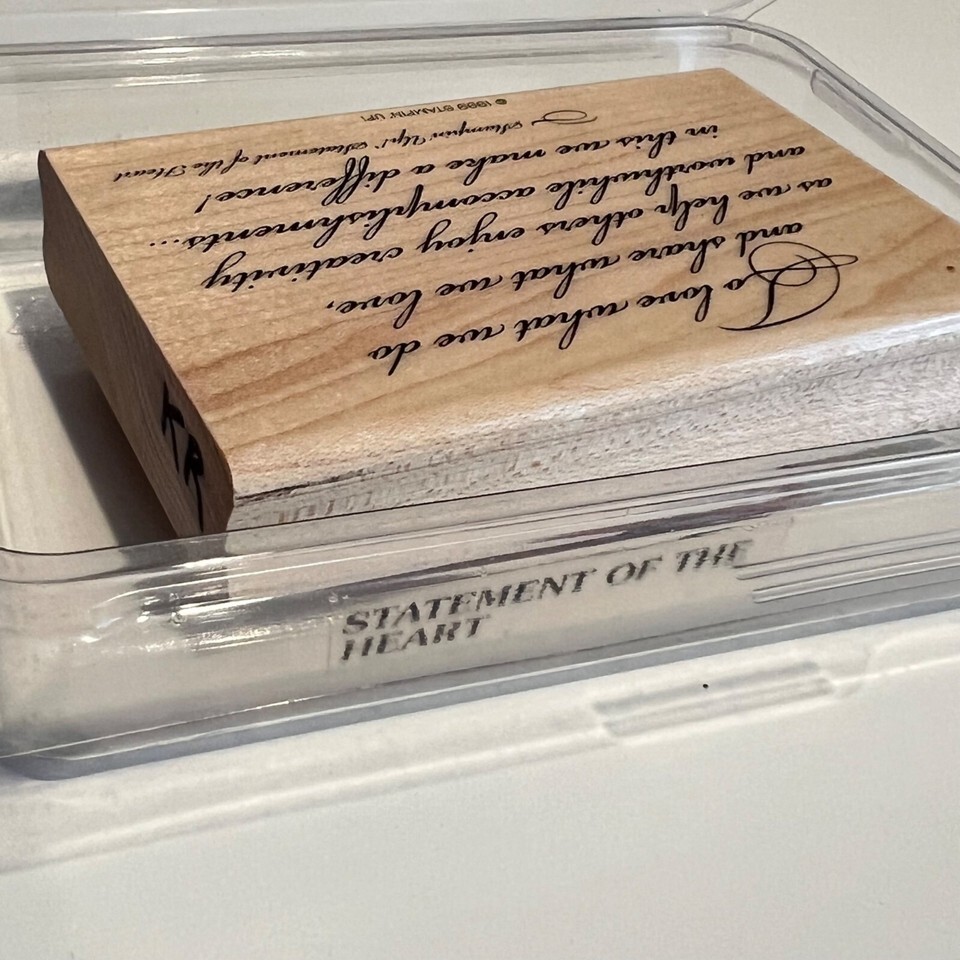 To love what we do
and share what we love,
as we help others enjoy creativity
and worthwhile accomplishments...
in this we make a difference!
Stampin' Up! Statement of the Heart
© 1999 STAMPIN' UP!
KR
STATEMENT OF THE
HEART